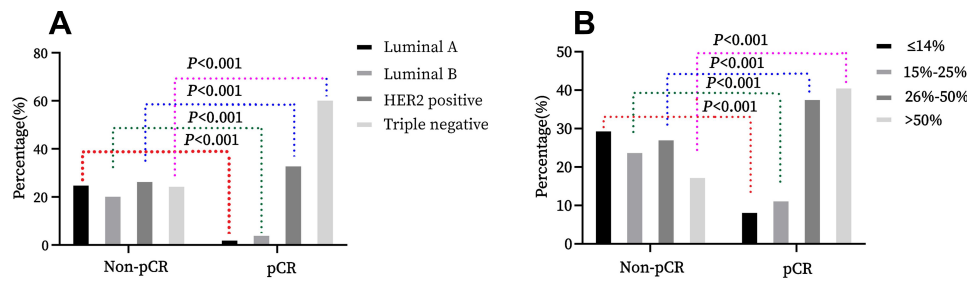 A
Percentage(%)
80
60
40
20
0
P<0.001
P<0.001
P<0.001
P<0.001
Non-pCR
pCR
Luminal A
Luminal B
HER2 positive
Triple negative
B
Percentage(%)
50
40
30
20
10
0
P<0.001
P<0.001
P<0.001
P<0.001
Non-pCR
pCR
≤14%
15%-25%
26%-50%
>50%